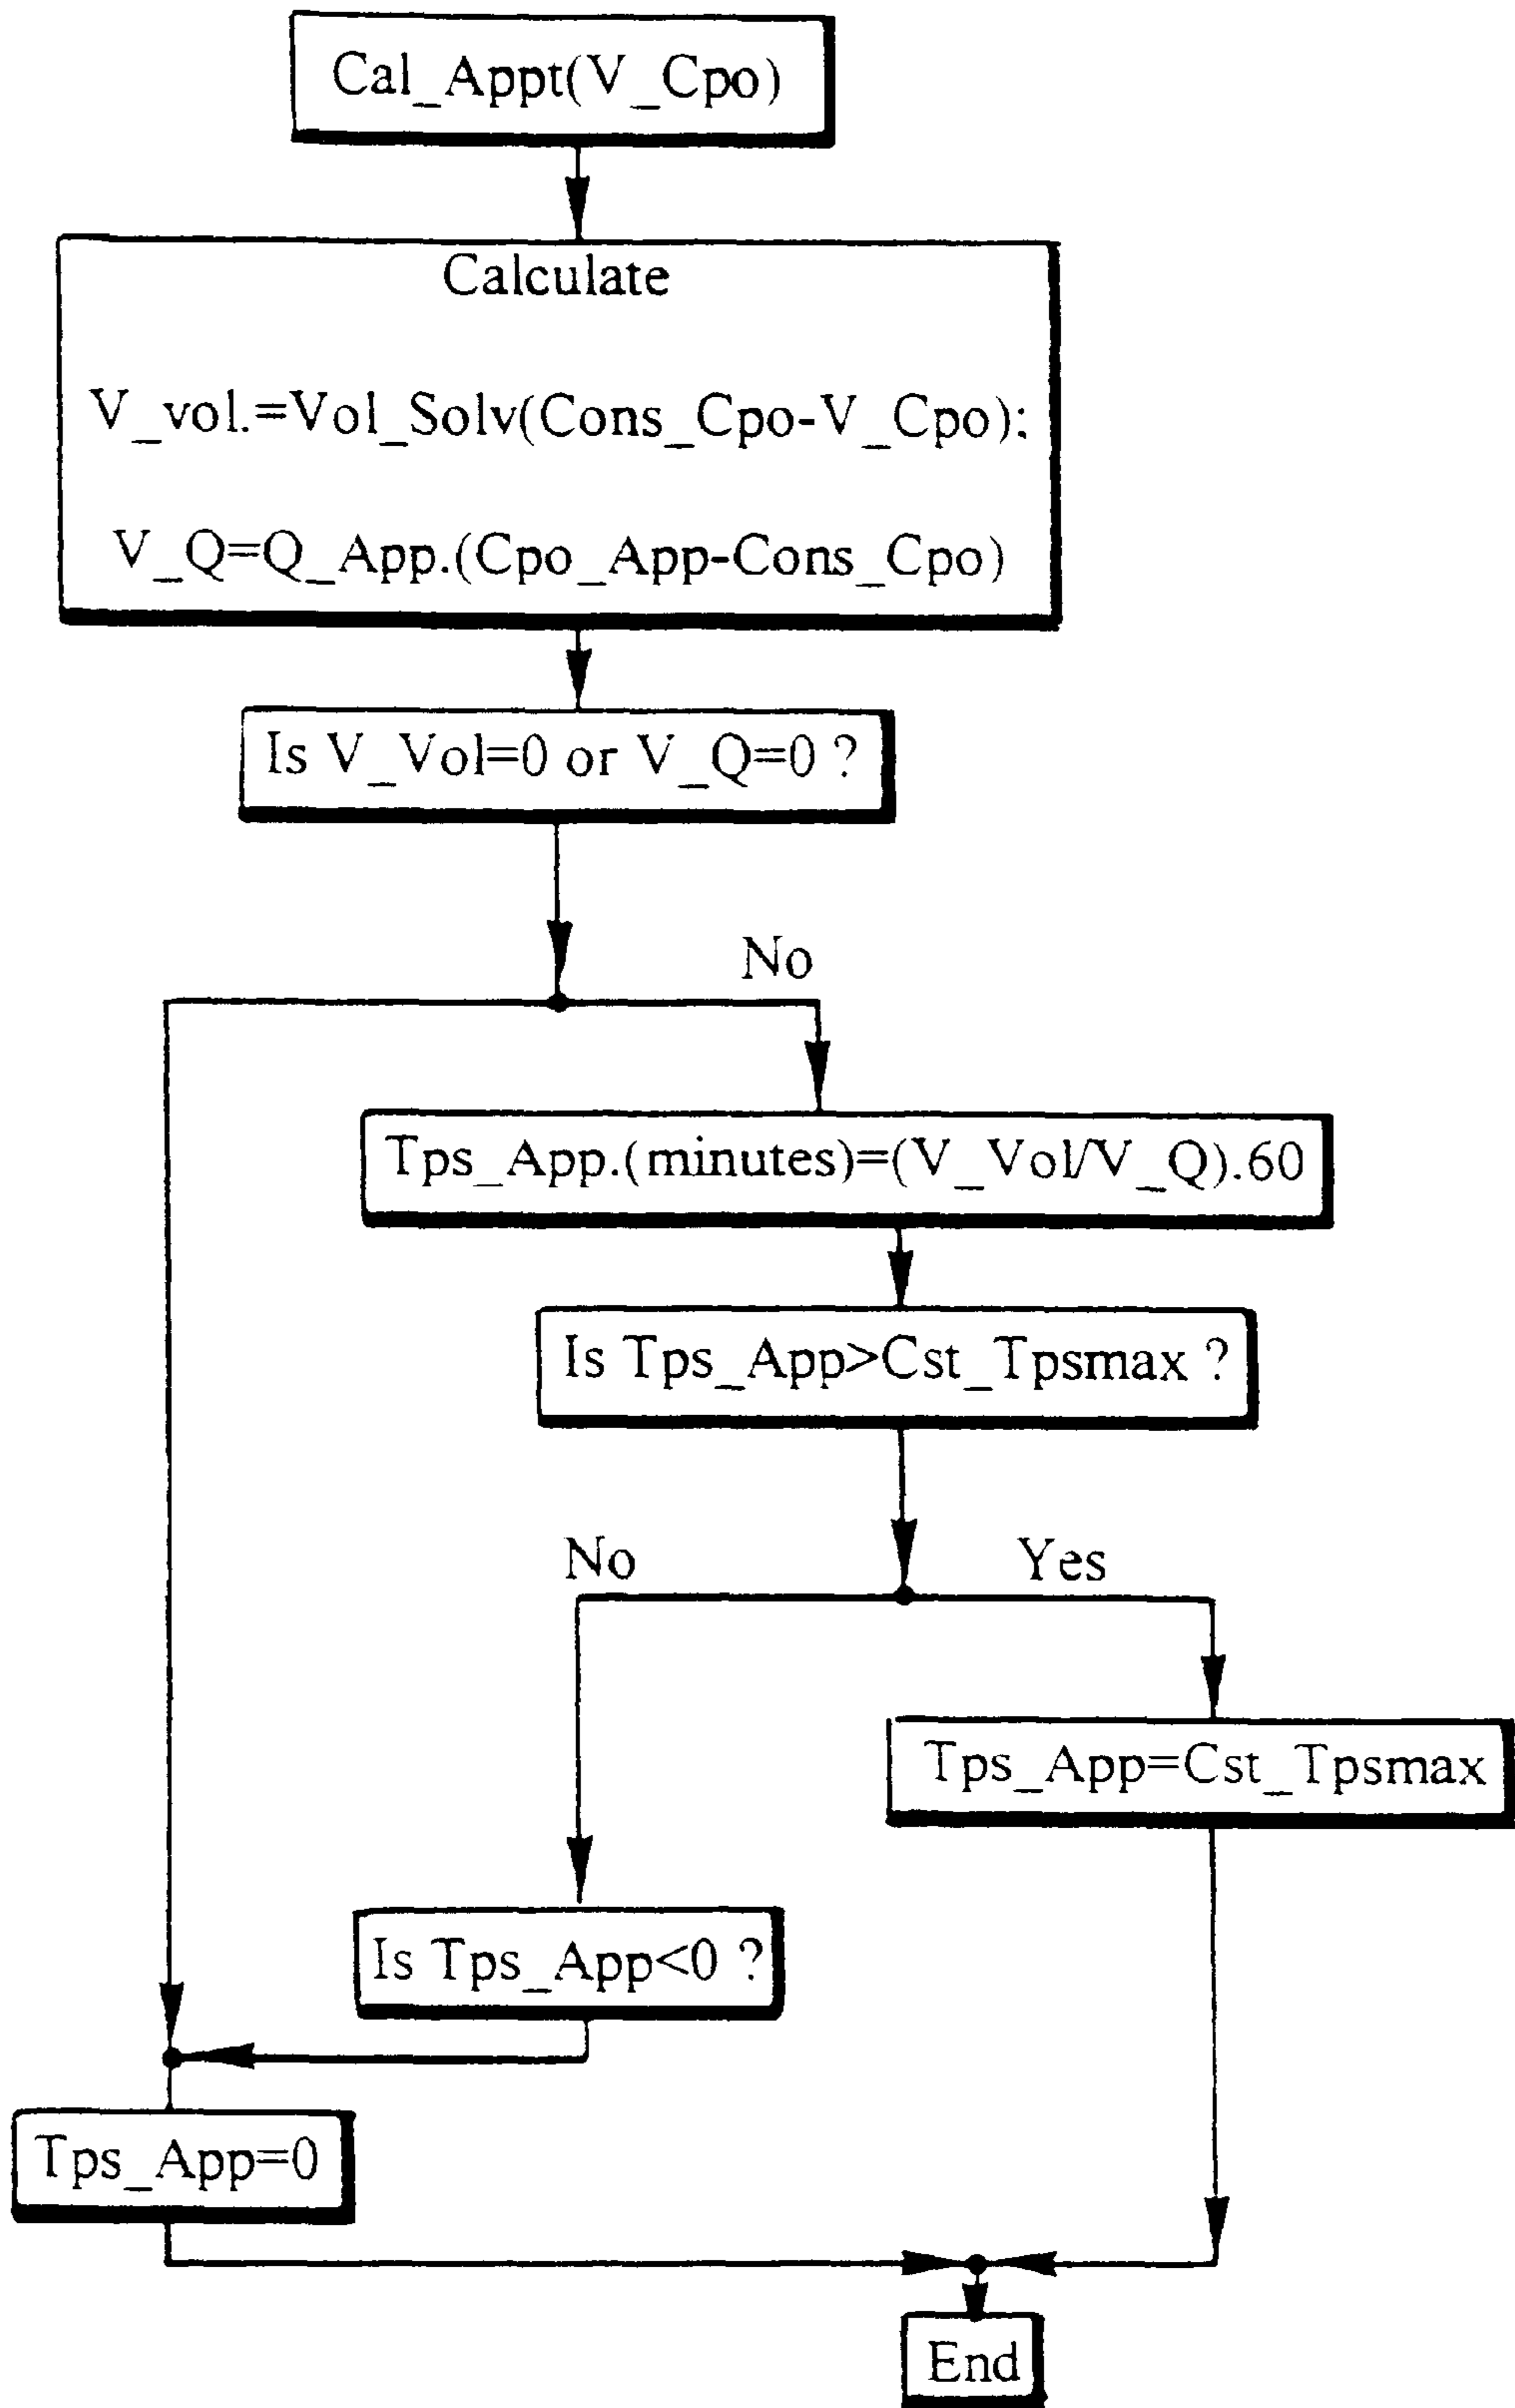 Cal_Appt(V_Cpo)
Calculate
V_vol.=Vol_Solv(Cons_Cpo-V_Cpo);
V_Q=Q_App.(Cpo_App-Cons_Cpo)
Is V_Vol=0 or V_Q=0 ?
No
Tps_App.(minutes)=(V_Vol/V_Q).60
Is Tps_App>Cst_Tpsmax ?
No
Yes
Tps_App=Cst_Tpsmax
Is Tps_App<0 ?
Tps_App=0
End